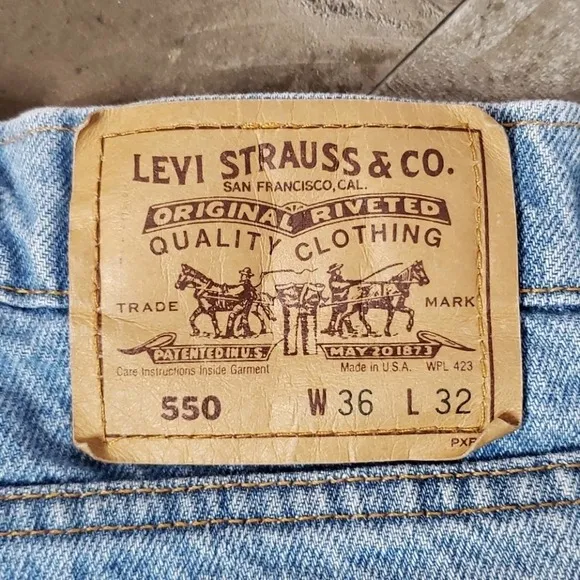 LEVI STRAUSS & CO.
SAN FRANCISCO, CAL.
ORIGINAL RIVETED
QUALITY CLOTHING
TRADE MARK
PATENTED IN U.S. MAY 20 1873
Care Instructions Inside Garment Made in U.S.A. WPL 423
550 W 36 L 32